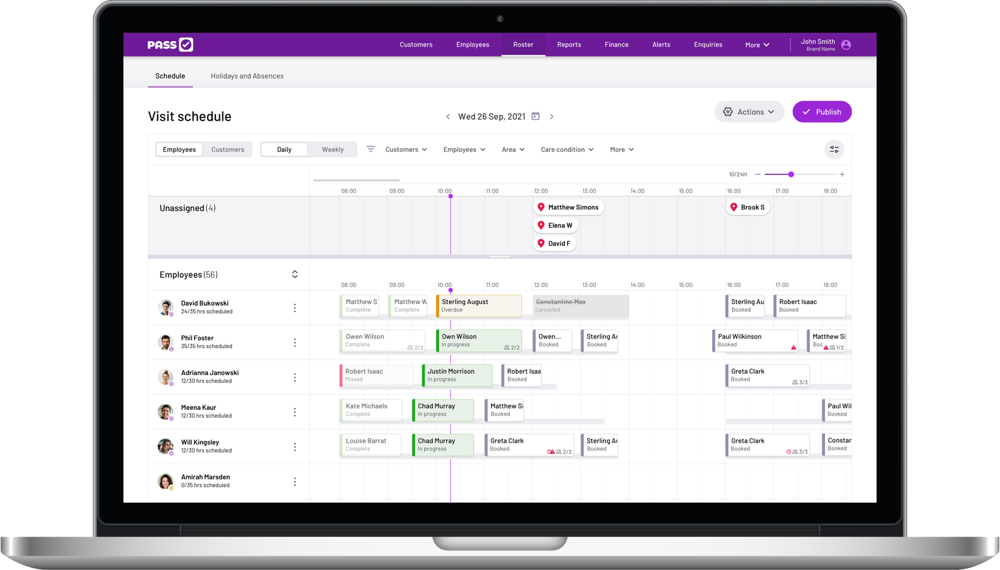 PASS
Customers Employees Roster Reports Finance Alerts Enquiries More
John Smith
Brand Name
Schedule Holidays and Absences
Visit schedule
Wed 26 Sep, 2021
Actions
Publish
Employees Customers Daily Weekly Customers Employees Area Care condition More
10/24H
08:00 09:00 10:00 11:00 12:00 13:00 14:00 15:00 16:00 17:00 18:00
Unassigned (4)
Matthew Simons Brook S
Elena W
David F
Employees (56)
08:00 09:00 10:00 11:00 12:00 13:00 14:00 15:00 16:00 17:00 18:00
David Bukowski
24/35 hrs scheduled
Matthew S
Complete
Matthew W
Complete
Sterling August
Overdue
Constantine Max
Cancelled
Sterling Au
Booked
Robert Isaac
Booked
Phil Foster
35/35 hrs scheduled
Owen Wilson
Complete
2/2
Own Wilson
In progress
2/2
Owen...
Booked
Sterling Au
Booked
Paul Wilkinson
Booked
Matthew Si
Boc
1/2
Adrianna Janowski
12/30 hrs scheduled
Robert Isaac
Missed
Justin Morrison
In progress
Robert Isaa
Booked
Greta Clark
Booked
3/3
Meena Kaur
12/30 hrs scheduled
Kate Michaels
Complete
Chad Murray
In progress
Matthew Si
Booked
Paul Wil
Booked
Will Kingsley
12/30 hrs scheduled
Louise Barrat
Complete
Chad Murray
In progress
Greta Clark
Booked
2/2
Sterling Au
Booked
Greta Clark
Booked
3/3
Constar
Booked
Amirah Marsden
0/35 hrs scheduled